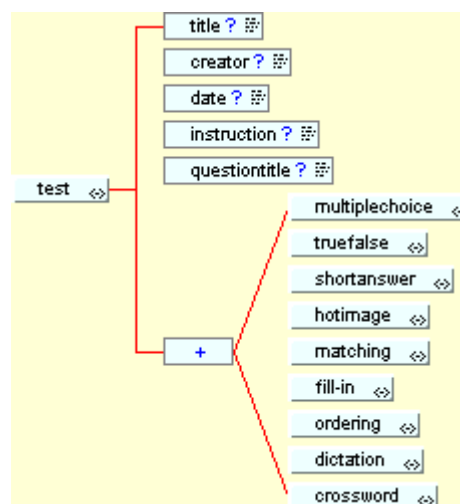 title ?
creator ?
date ?
instruction ?
questiontitle ?
test
multiplechoice
truefalse
shortanswer
hotimage
matching
+
fill-in
ordering
dictation
crossword